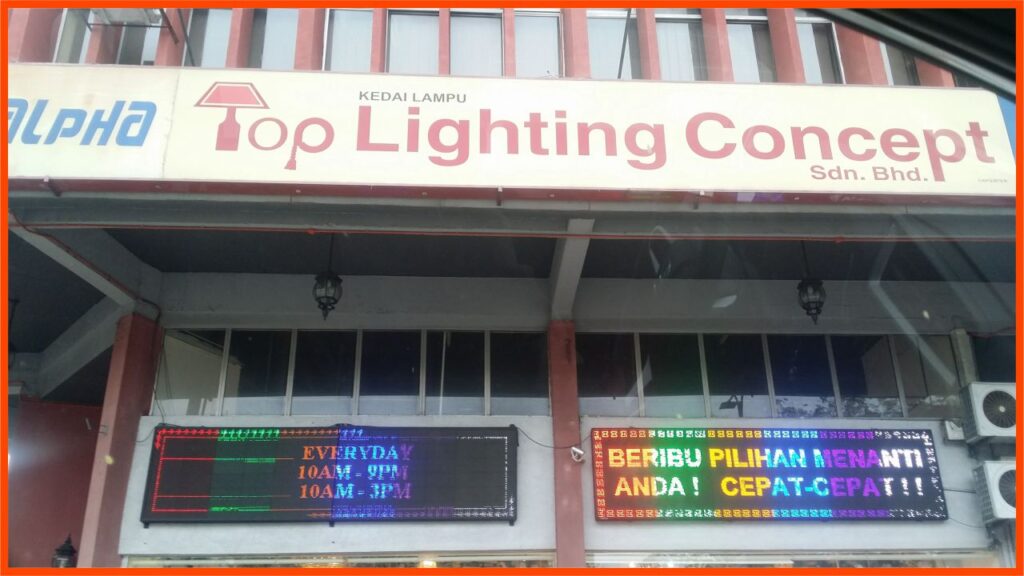 ALPHA
KEDAI LAMPU
Top Lighting Concept
Sdn. Bhd.
EVERYDAY
10AM - 9PM
10AM - 3PM
BERIBU PILIHAN MENANTI
ANDA ! CEPAT-CEPAT ! ! !